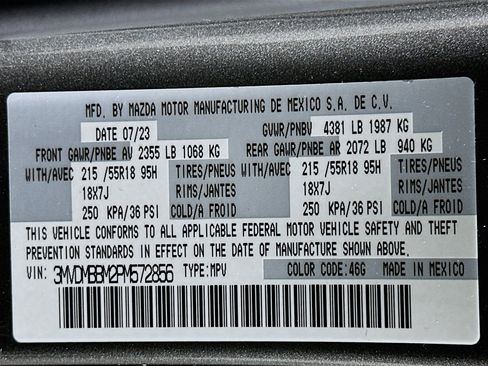 MFD. BY MAZDA MOTOR MANUFACTURING DE MEXICO S.A. DE C.V.
DATE 07/23 GVWR/PNBV 4381 LB 1987 KG
FRONT GAWR/PNBE AV 2355 LB 1068 KG REAR GAWR/PNBE AR 2072 LB 940 KG
WITH/AVEC 215 /55R18 95H TIRES/PNEUS WITH/AVEC 215 /55R18 95H TIRES/PNEUS
18X7J RIMS/JANTES 18X7J RIMS/JANTES
250 KPA/36 PSI COLD/A FROID 250 KPA/36 PSI COLD/A FROID
THIS VEHICLE CONFORMS TO ALL APPLICABLE FEDERAL MOTOR VEHICLE SAFETY AND THEFT
PREVENTION STANDARDS IN EFFECT ON THE DATE OF MANUFACTURE SHOWN ABOVE.
VIN: 3MVDMBBM2PM572856 TYPE:MPV COLOR CODE:46G MADE IN MEXICO